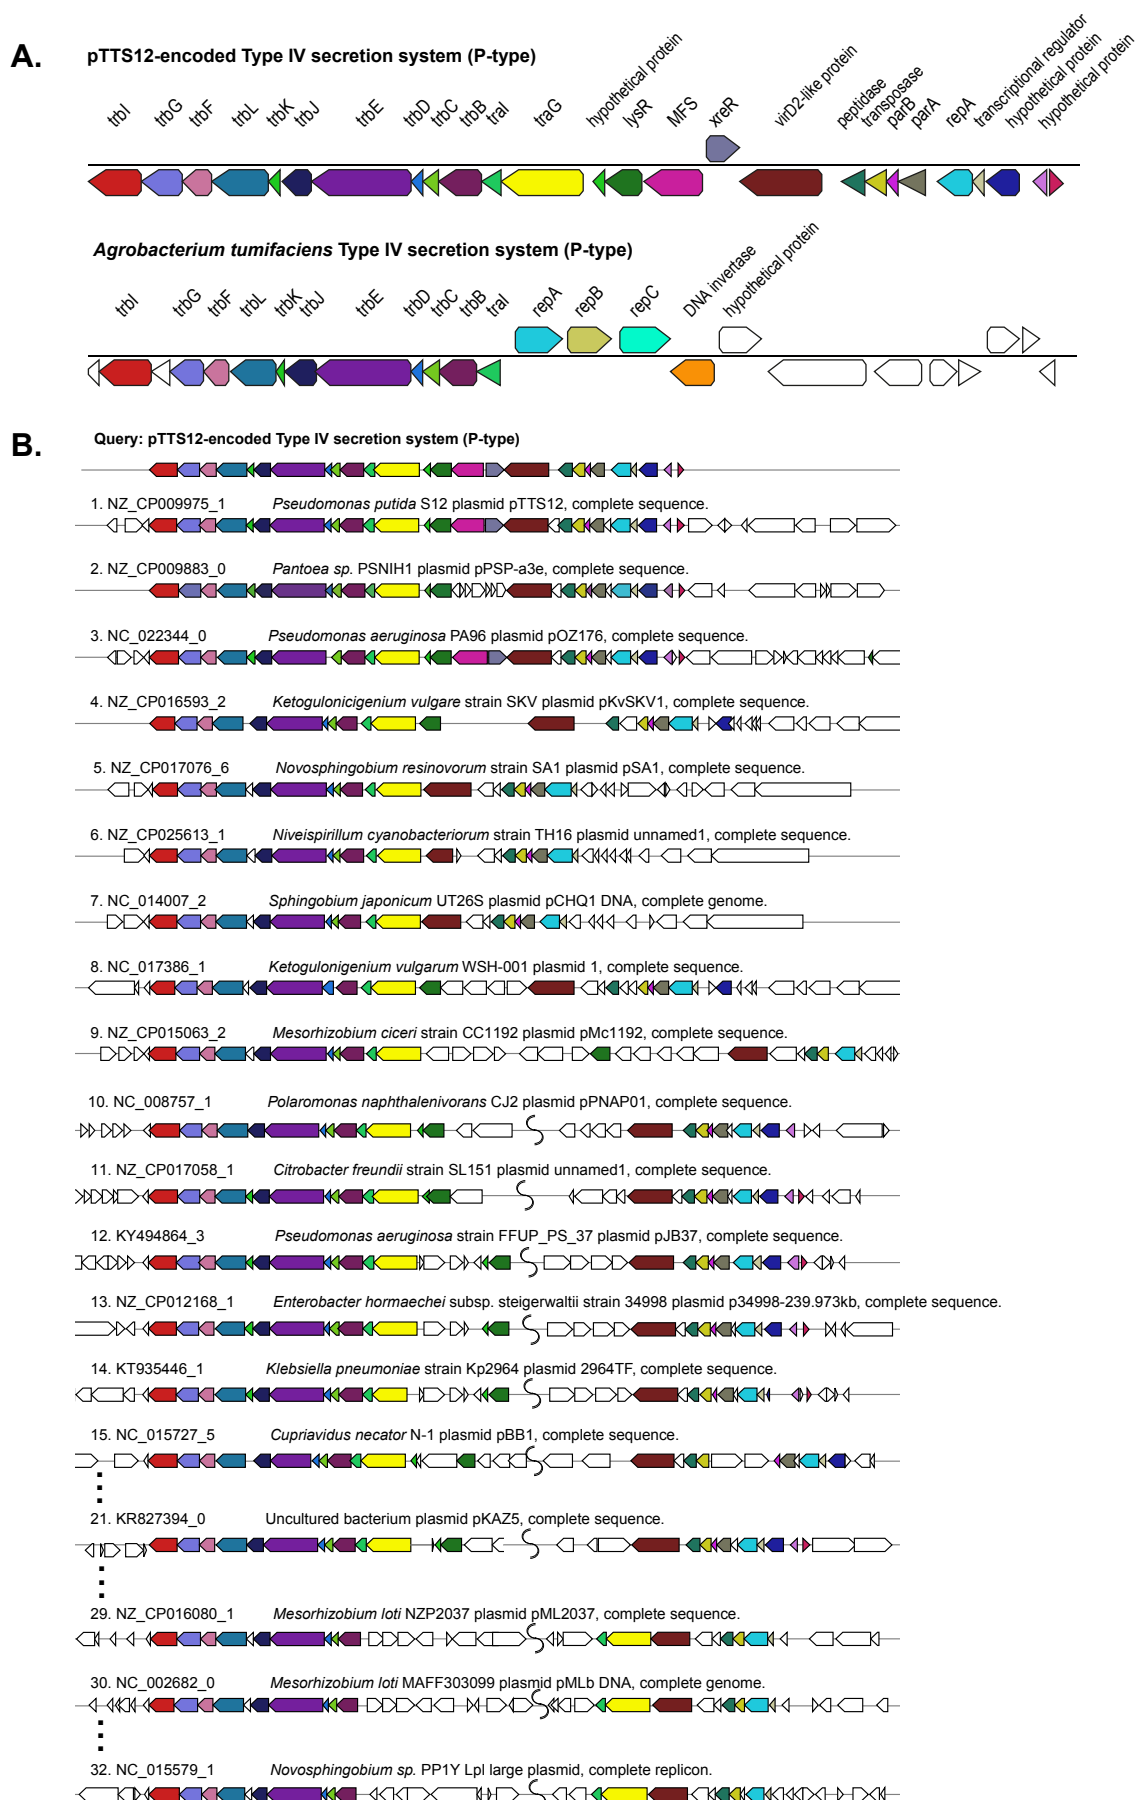 A.
pTTS12-encoded Type IV secretion system (P-type)
trbI trbG trbF trbL trbK trbJ trbE trbD trbC trbB traI traG hypothetical protein lysR MFS xreR virD2-like protein peptidase transposase parB parA repA transcriptional regulator hypothetical protein hypothetical protein
Agrobacterium tumifaciens Type IV secretion system (P-type)
trbI trbG trbF trbL trbK trbJ trbE trbD trbC trbB traI repA repB repC DNA invertase hypothetical protein
B.
Query: pTTS12-encoded Type IV secretion system (P-type)
1. NZ_CP009975_1 Pseudomonas putida S12 plasmid pTTS12, complete sequence.
2. NZ_CP009883_0 Pantoea sp. PSNIH1 plasmid pPSP-a3e, complete sequence.
3. NC_022344_0 Pseudomonas aeruginosa PA96 plasmid pOZ176, complete sequence.
4. NZ_CP016593_2 Ketogulonicigenium vulgare strain SKV plasmid pKvSKV1, complete sequence.
5. NZ_CP017076_6 Novosphingobium resinovorum strain SA1 plasmid pSA1, complete sequence.
6. NZ_CP025613_1 Niveispirillum cyanobacteriorum strain TH16 plasmid unnamed1, complete sequence.
7. NC_014007_2 Sphingobium japonicum UT26S plasmid pCHQ1 DNA, complete genome.
8. NC_017386_1 Ketogulonigenium vulgarum WSH-001 plasmid 1, complete sequence.
9. NZ_CP015063_2 Mesorhizobium ciceri strain CC1192 plasmid pMc1192, complete sequence.
10. NC_008757_1 Polaromonas naphthalenivorans CJ2 plasmid pPNAP01, complete sequence.
11. NZ_CP017058_1 Citrobacter freundii strain SL151 plasmid unnamed1, complete sequence.
12. KY494864_3 Pseudomonas aeruginosa strain FFUP_PS_37 plasmid pJB37, complete sequence.
13. NZ_CP012168_1 Enterobacter hormaechei subsp. steigerwaltii strain 34998 plasmid p34998-239.973kb, complete sequence.
14. KT935446_1 Klebsiella pneumoniae strain Kp2964 plasmid 2964TF, complete sequence.
15. NC_015727_5 Cupriavidus necator N-1 plasmid pBB1, complete sequence.
21. KR827394_0 Uncultured bacterium plasmid pKAZ5, complete sequence.
29. NZ_CP016080_1 Mesorhizobium loti NZP2037 plasmid pML2037, complete sequence.
30. NC_002682_0 Mesorhizobium loti MAFF303099 plasmid pMLb DNA, complete genome.
32. NC_015579_1 Novosphingobium sp. PP1Y Lpl large plasmid, complete replicon.